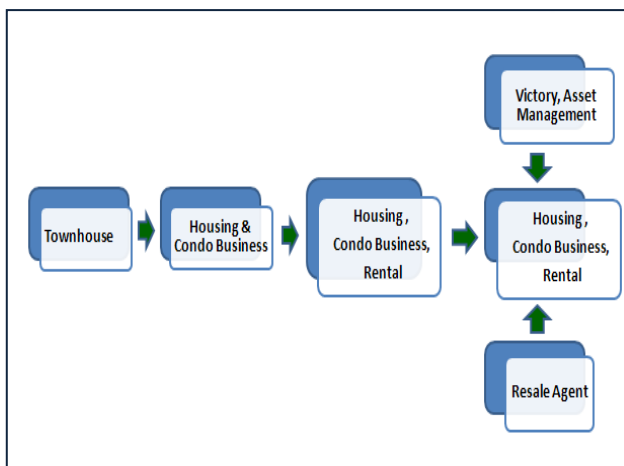 Victory, Asset
Management
Townhouse
Housing &
Condo Business
Housing ,
Condo Business,
Rental
Housing ,
Condo Business,
Rental
Resale Agent